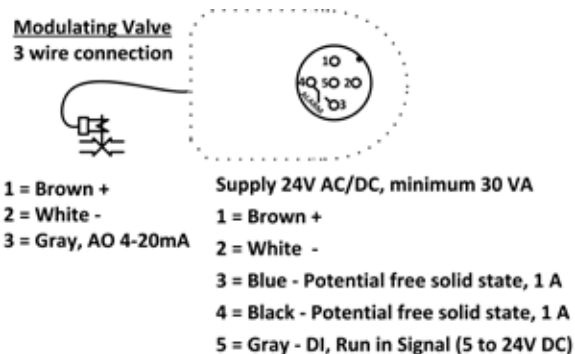 Modulating Valve
3 wire connection
1
4 5 2
ALARM
3
1 = Brown +
2 = White -
3 = Gray, AO 4-20mA
Supply 24V AC/DC, minimum 30 VA
1 = Brown +
2 = White -
3 = Blue - Potential free solid state, 1 A
4 = Black - Potential free solid state, 1 A
5 = Gray - DI, Run in Signal (5 to 24V DC)